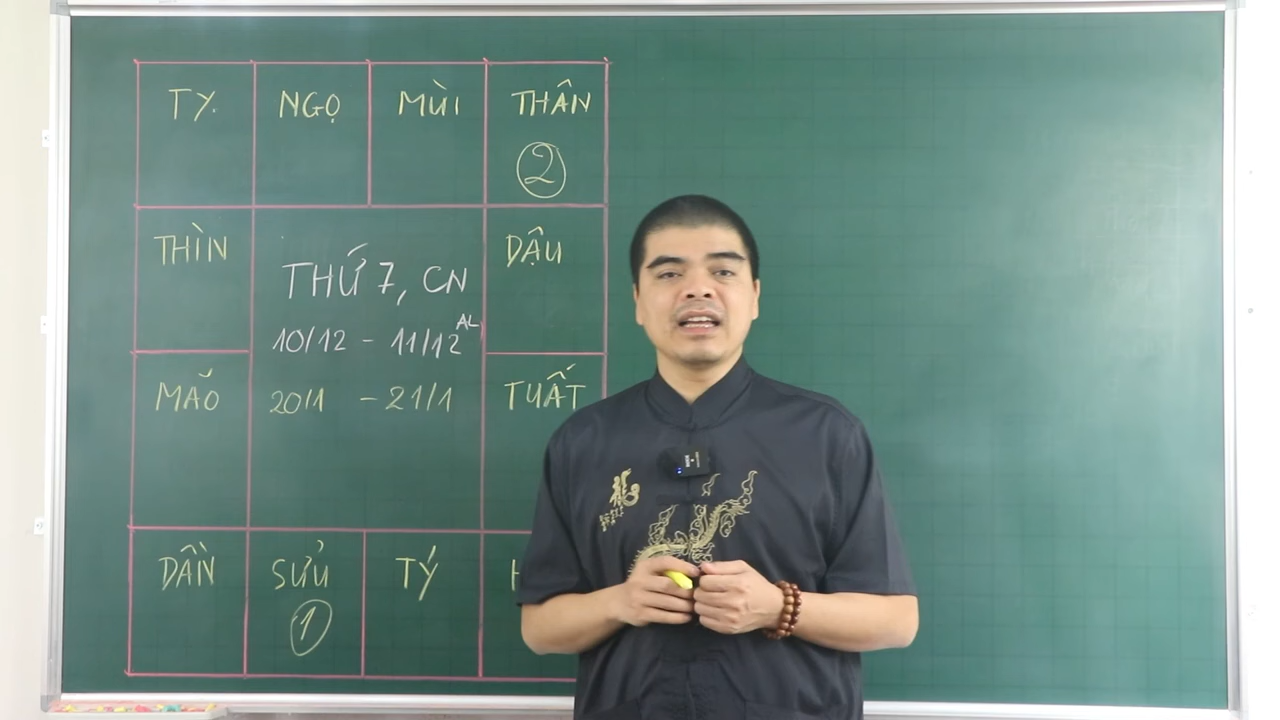 TỴ NGỌ MÙI THÂN
2
THÌN DẬU
THỨ 7, CN
10/12 - 11/12 AL
MÃO 20/1 - 21/1 TUẤT
DẦN SỬU TÝ H
1